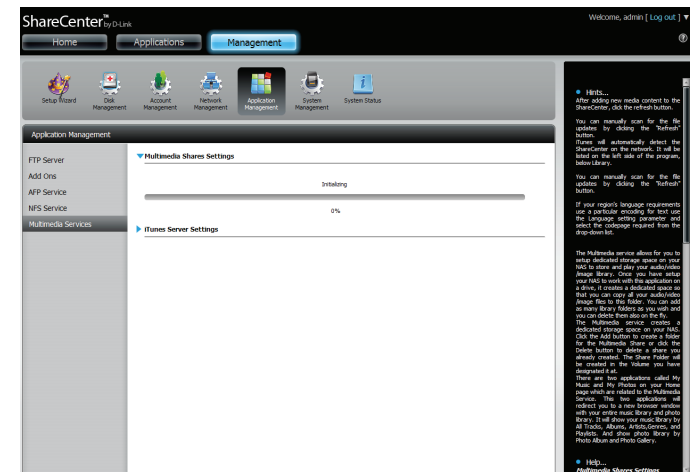 ShareCenter™ by D-Link
Welcome, admin [ Log out ] ▼
Home
Applications
Management
Setup Wizard
Disk
Management
Account
Management
Network
Management
Application
Management
System
Management
System Status
Application Management
FTP Server
Add Ons
AFP Service
NFS Service
Multimedia Services
Multimedia Shares Settings
Initializing
0%
iTunes Server Settings
Hints...
After adding new media content to the
ShareCenter, click the refresh button.
You can manually scan for the file
updates by clicking the "Refresh"
button.
iTunes will automatically detect the
ShareCenter on the network. It will be
listed on the left side of the program,
below Library.
You can manually scan for the file
updates by clicking the "Refresh"
button.
If your region's language requirements
use a particular encoding for text use
the Language setting parameter and
select the codepage required from the
drop-down list.
The Multimedia service allows for you to
setup dedicated storage space on your
NAS to store and play your audio/video
/image library. Once you have setup
your NAS to work with this application on
a drive, it creates a dedicated space so
that you can copy all your audio/video
/image files to this folder. You can add
as many library folders as you wish and
you can delete them also on the fly.
The Multimedia service creates a
dedicated storage space on your NAS.
Click the Add button to create a folder
for the Multimedia Share or click the
Delete button to delete a share you
already created. The Share Folder will
be created in the Volume you have
designated it at.
There are two applications called My
Music and My Photos on your Home
page which are related to the Multimedia
Service. This two applications will
redirect you to a new browser window
with your entire music library and photo
library. It will show your music library by
All Tracks, Albums, Artists,Genres, and
Playlists. And show photo library by
Photo Album and Photo Gallery.
Help...
Multimedia Shares Settings